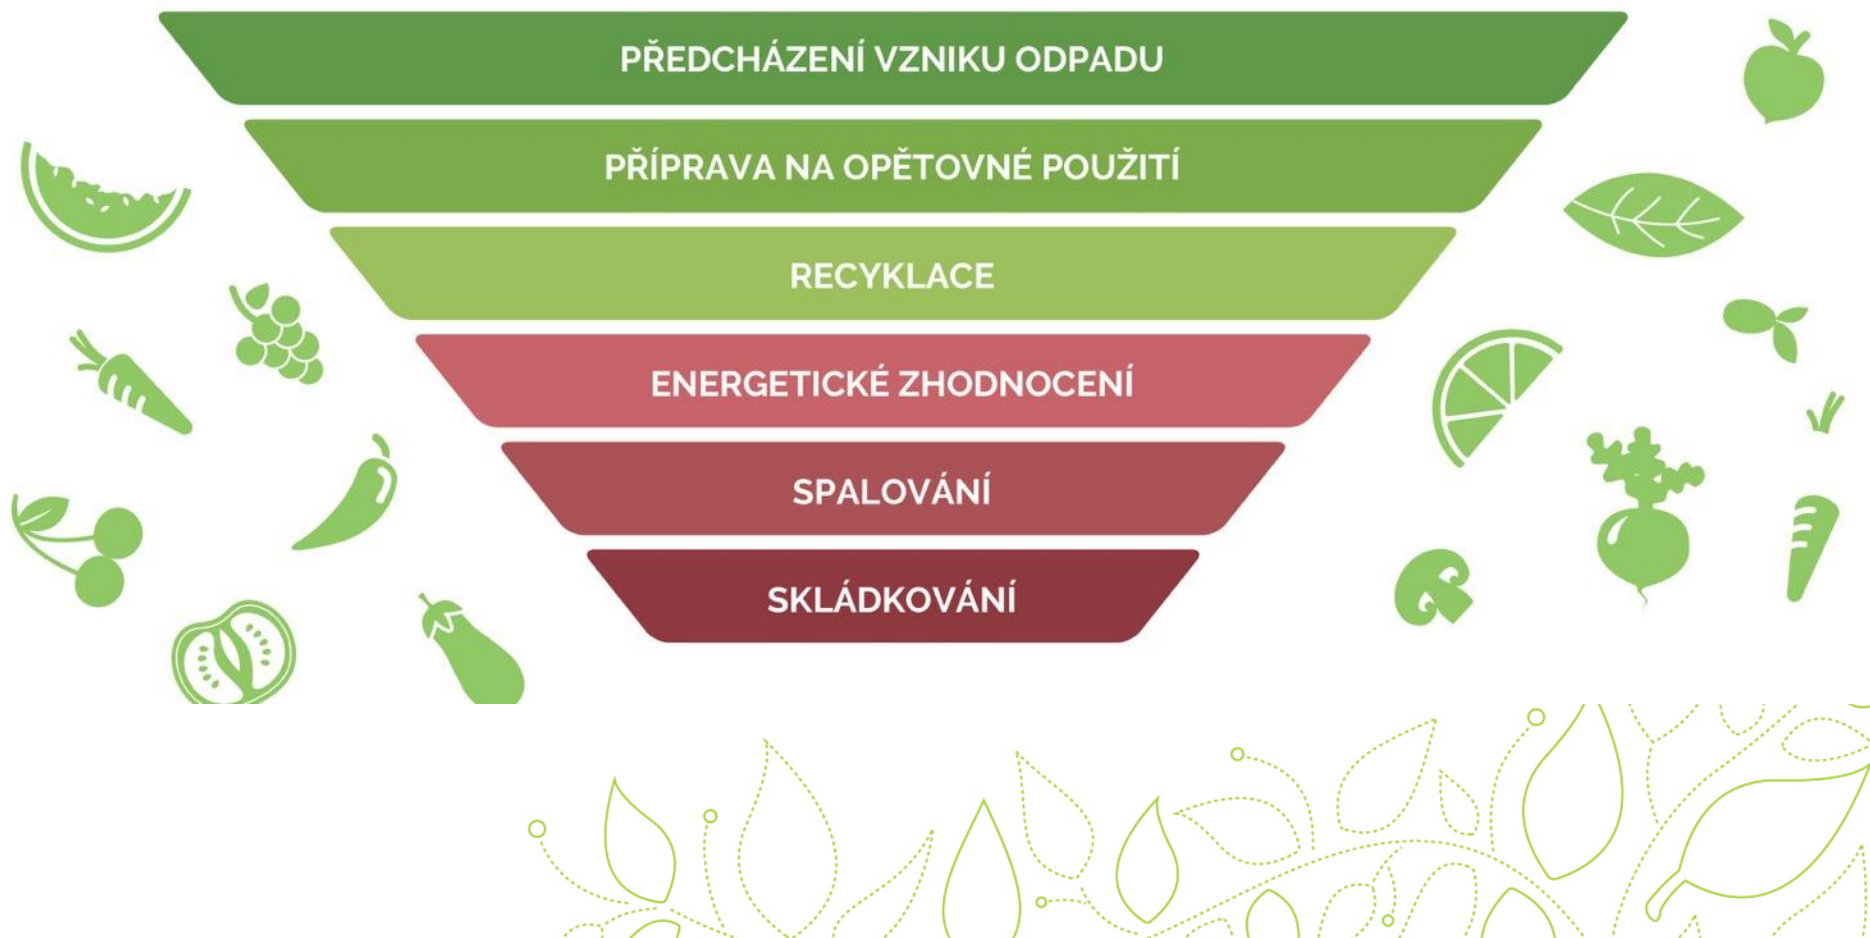 PŘEDCHÁZENÍ VZNIKU ODPADU
PŘÍPRAVA NA OPĚTOVNÉ POUŽITÍ
RECYKLACE
ENERGETICKÉ ZHODNOCENÍ
SPALOVÁNÍ
SKLÁDKOVÁNÍ